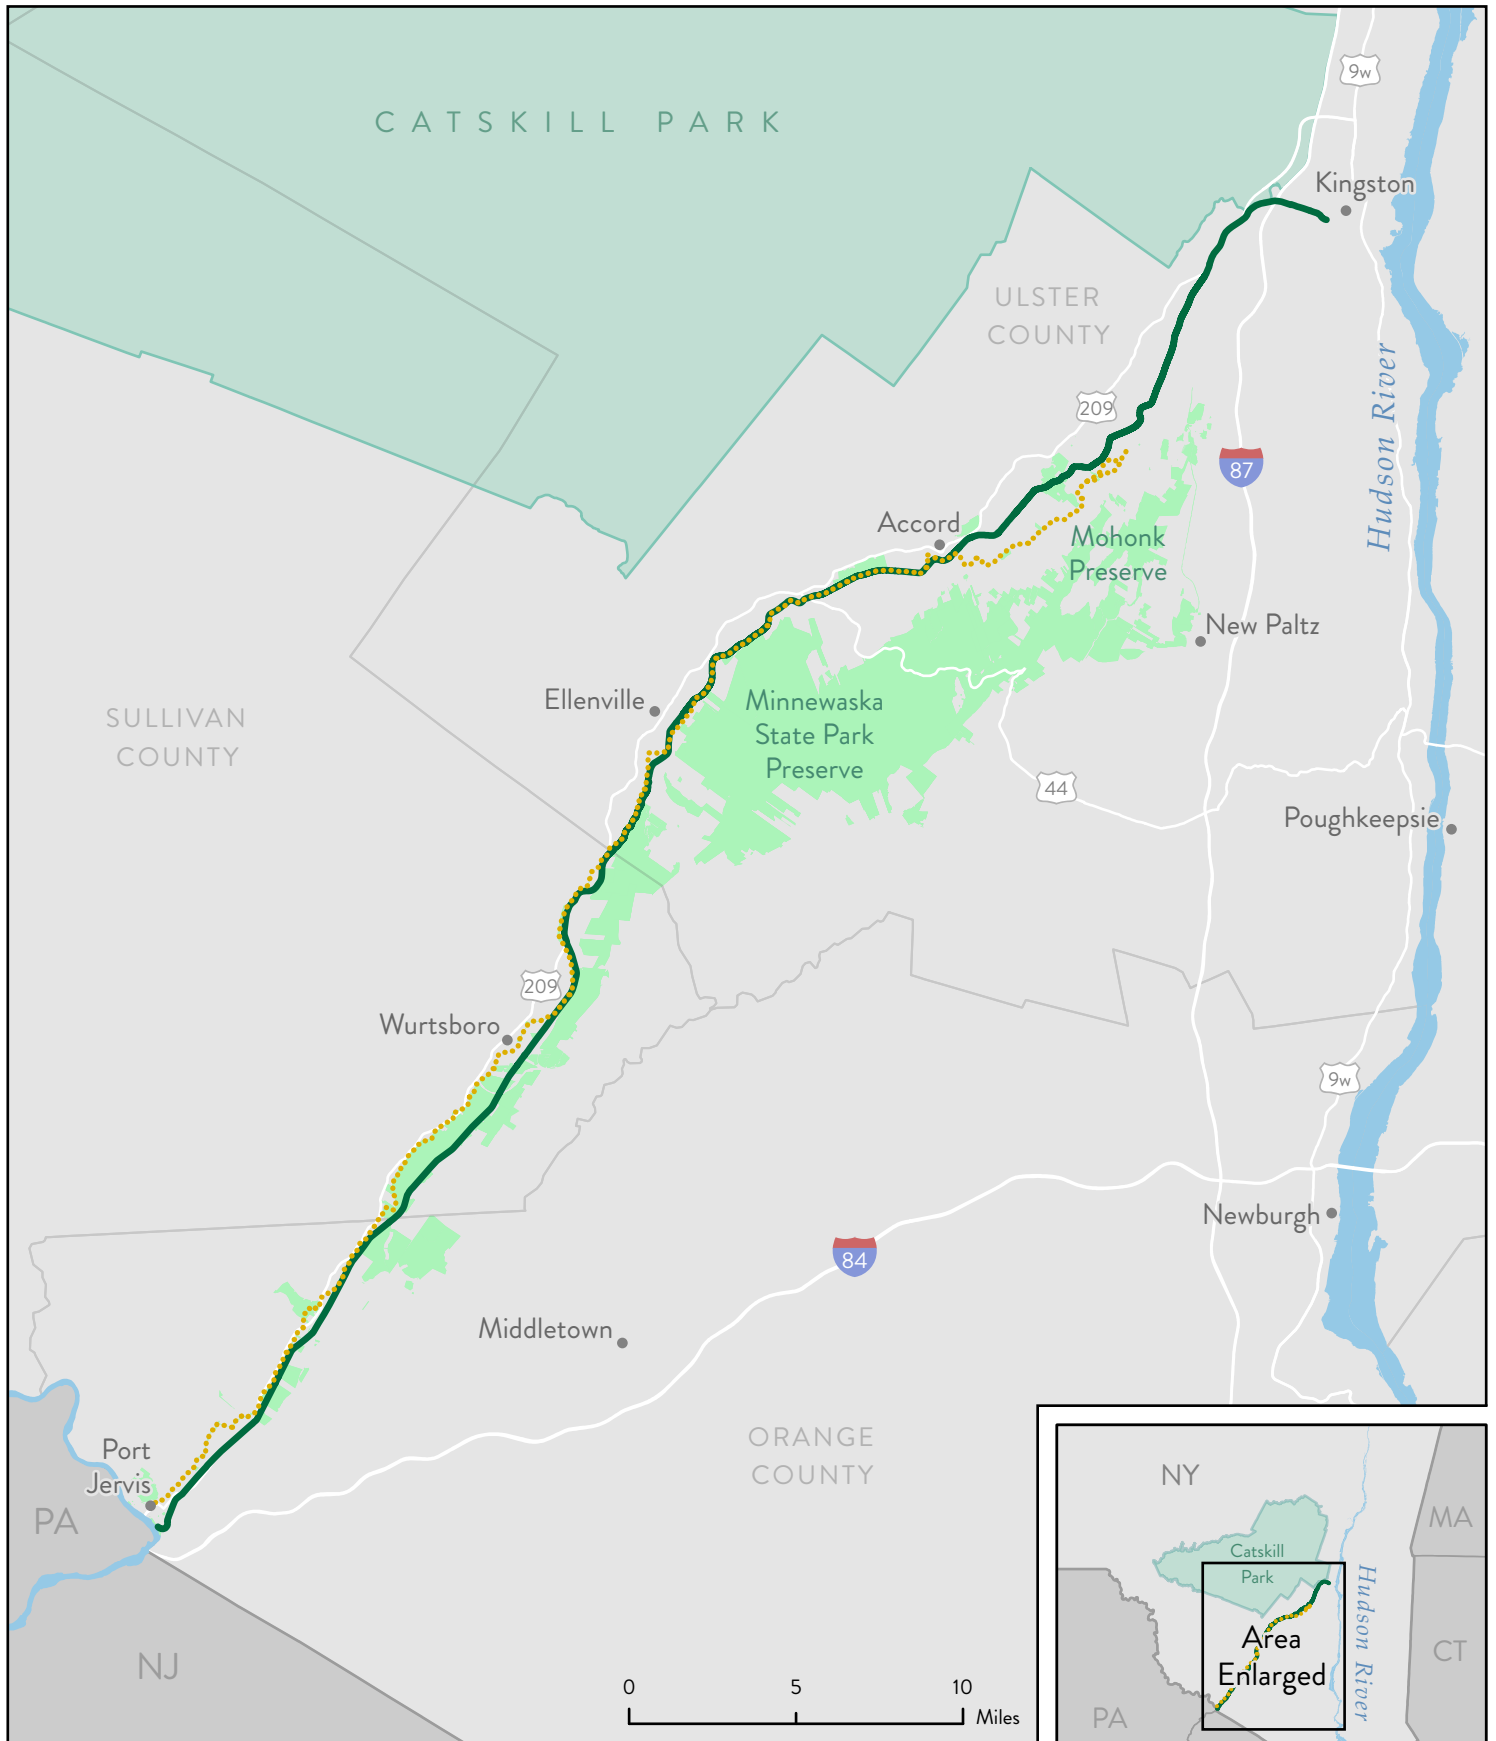 9w
CATSKILL PARK
Kingston
ULSTER
COUNTY
209
Hudson River
87
Accord
Mohonk
Preserve
New Paltz
Ellenville
Minnewaska
State Park
Preserve
SULLIVAN
COUNTY
44
Poughkeepsie
209
Wurtsboro
9w
Newburgh
84
Middletown
ORANGE
COUNTY
Port
Jervis
PA
NJ
0 5 10
Miles
NY
MA
Catskill
Park
Hudson River
Area
Enlarged
CT
PA